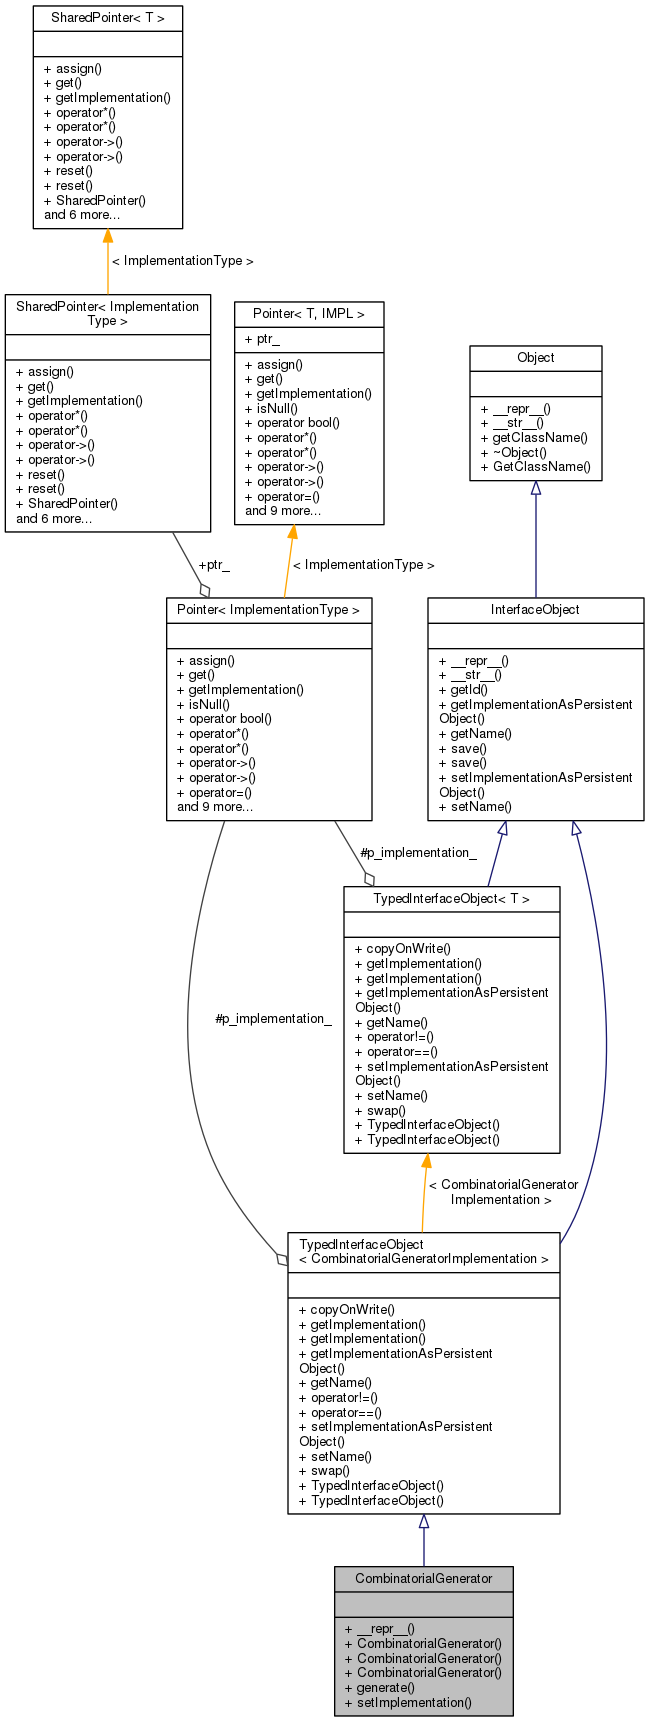 SharedPointer< T >
+ assign()
+ get()
+ getImplementation()
+ operator*()
+ operator*()
+ operator->()
+ operator->()
+ reset()
+ reset()
+ SharedPointer()
and 6 more...
< ImplementationType >
SharedPointer< Implementation
Type >
+ assign()
+ get()
+ getImplementation()
+ operator*()
+ operator*()
+ operator->()
+ operator->()
+ reset()
+ reset()
+ SharedPointer()
and 6 more...
Pointer< T, IMPL >
+ ptr_
+ assign()
+ get()
+ getImplementation()
+ isNull()
+ operator bool()
+ operator*()
+ operator*()
+ operator->()
+ operator->()
+ operator=()
and 9 more...
Object
+ __repr__()
+ __str__()
+ getClassName()
+ ~Object()
+ GetClassName()
+ptr_
< ImplementationType >
Pointer< ImplementationType >
+ assign()
+ get()
+ getImplementation()
+ isNull()
+ operator bool()
+ operator*()
+ operator*()
+ operator->()
+ operator->()
+ operator=()
and 9 more...
InterfaceObject
+ __repr__()
+ __str__()
+ getId()
+ getImplementationAsPersistent
Object()
+ getName()
+ save()
+ save()
+ setImplementationAsPersistent
Object()
+ setName()
#p_implementation_
TypedInterfaceObject< T >
+ copyOnWrite()
+ getImplementation()
+ getImplementation()
+ getImplementationAsPersistent
Object()
+ getName()
+ operator!=()
+ operator==()
+ setImplementationAsPersistent
Object()
+ setName()
+ swap()
+ TypedInterfaceObject()
+ TypedInterfaceObject()
#p_implementation_
< CombinatorialGenerator
Implementation >
TypedInterfaceObject
< CombinatorialGeneratorImplementation >
+ copyOnWrite()
+ getImplementation()
+ getImplementation()
+ getImplementationAsPersistent
Object()
+ getName()
+ operator!=()
+ operator==()
+ setImplementationAsPersistent
Object()
+ setName()
+ swap()
+ TypedInterfaceObject()
+ TypedInterfaceObject()
CombinatorialGenerator
+ __repr__()
+ CombinatorialGenerator()
+ CombinatorialGenerator()
+ CombinatorialGenerator()
+ generate()
+ setImplementation()